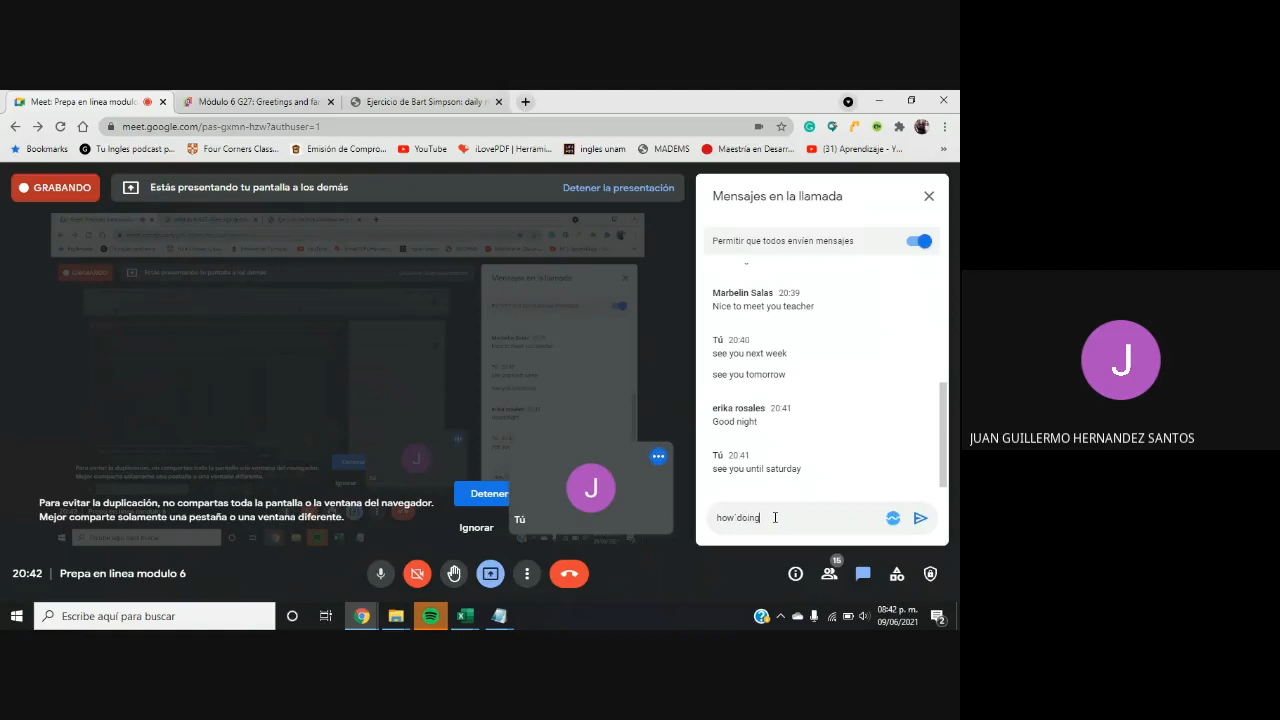 Meet: Prepa en linea modulo
Módulo 6 G27: Greetings and fa
Ejercicio de Bart Simpson: daily r
meet.google.com/pas-gxmn-hzw?authuser=1
Bookmarks
Tu Ingles podcast p...
Four Corners Class...
Emisión de Compro...
YouTube
iLovePDF | Herrami...
ingles unam
MADEMS
Maestría en Desarr...
(31) Aprendizaje - Y...
GRABANDO
Estás presentando tu pantalla a los demás
Detener la presentación
Mensajes en la llamada
Permitir que todos envíen mensajes
Marbelin Salas 20:39
Nice to meet you teacher
Tú 20:40
see you next week
see you tomorrow
erika rosales 20:41
Good night
Tú 20:41
see you until saturday
how´doing
Para evitar la duplicación, no compartas toda la pantalla o la ventana del navegador.
Mejor comparte solamente una pestaña o una ventana diferente.
Detener
Ignorar
J
Tú
20:42 | Prepa en linea modulo 6
15
Escribe aquí para buscar
08:42 p. m.
09/06/2021
2
J
JUAN GUILLERMO HERNANDEZ SANTOS